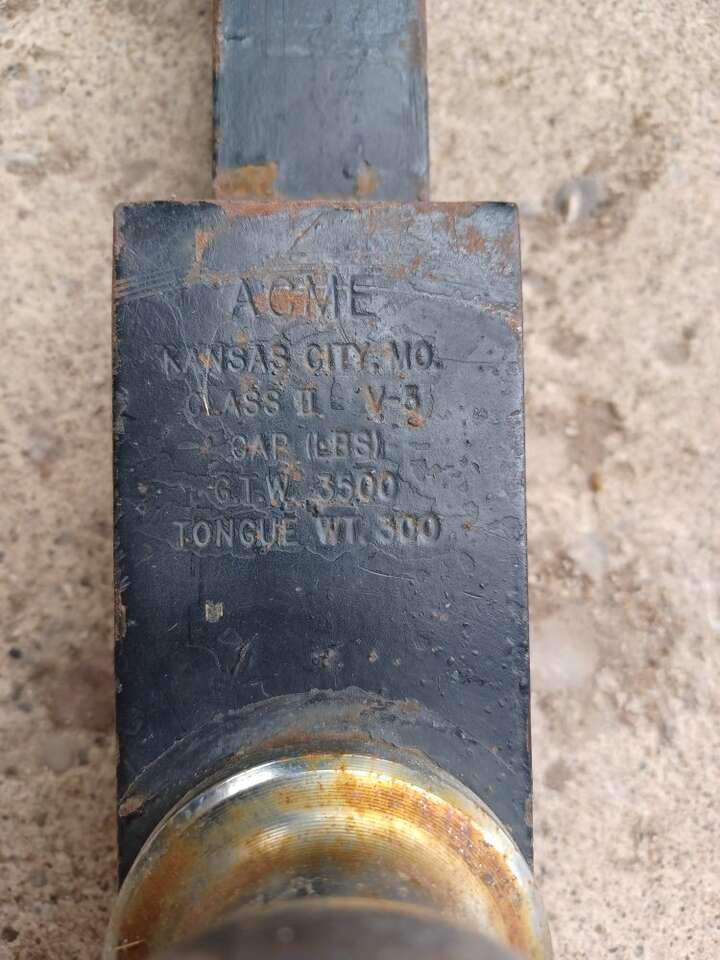 ACME
KANSAS CITY, MO.
CLASS II V-5
CAP (LBS)
G.T.W. 3500
TONGUE WT. 300